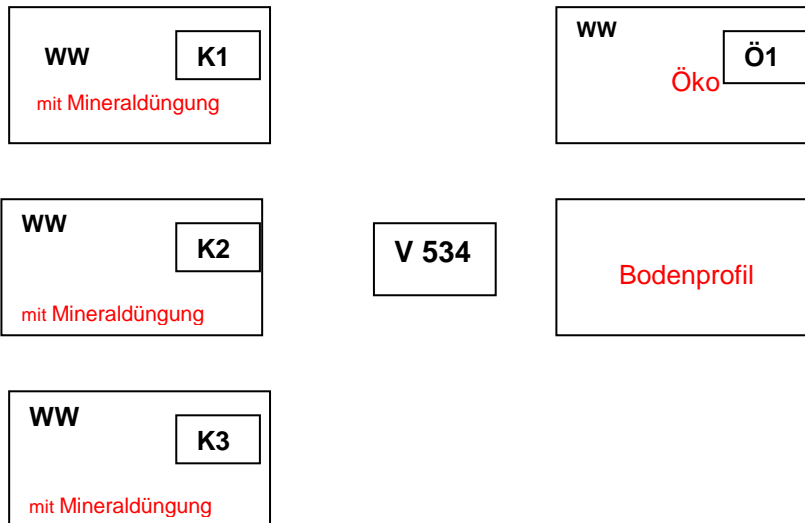 WW K1
mit Mineraldüngung
WW
Ö1
Öko
WW
K2
mit Mineraldüngung
V 534
Bodenprofil
WW
K3
mit Mineraldüngung